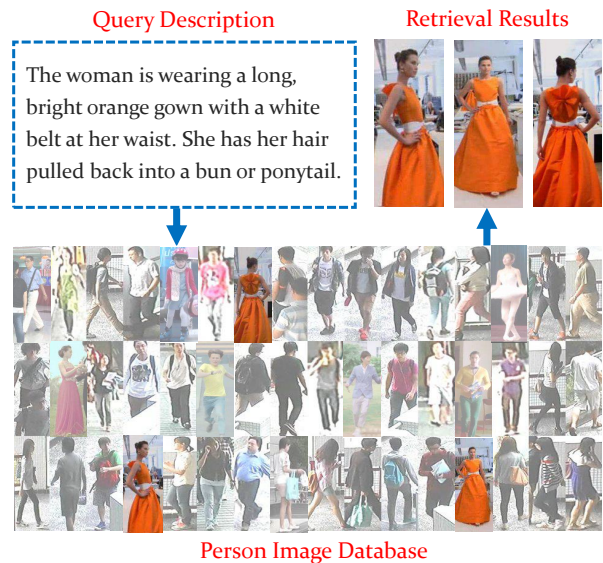 Query Description
Retrieval Results
The woman is wearing a long,
bright orange gown with a white
belt at her waist. She has her hair
pulled back into a bun or ponytail.
Person Image Database